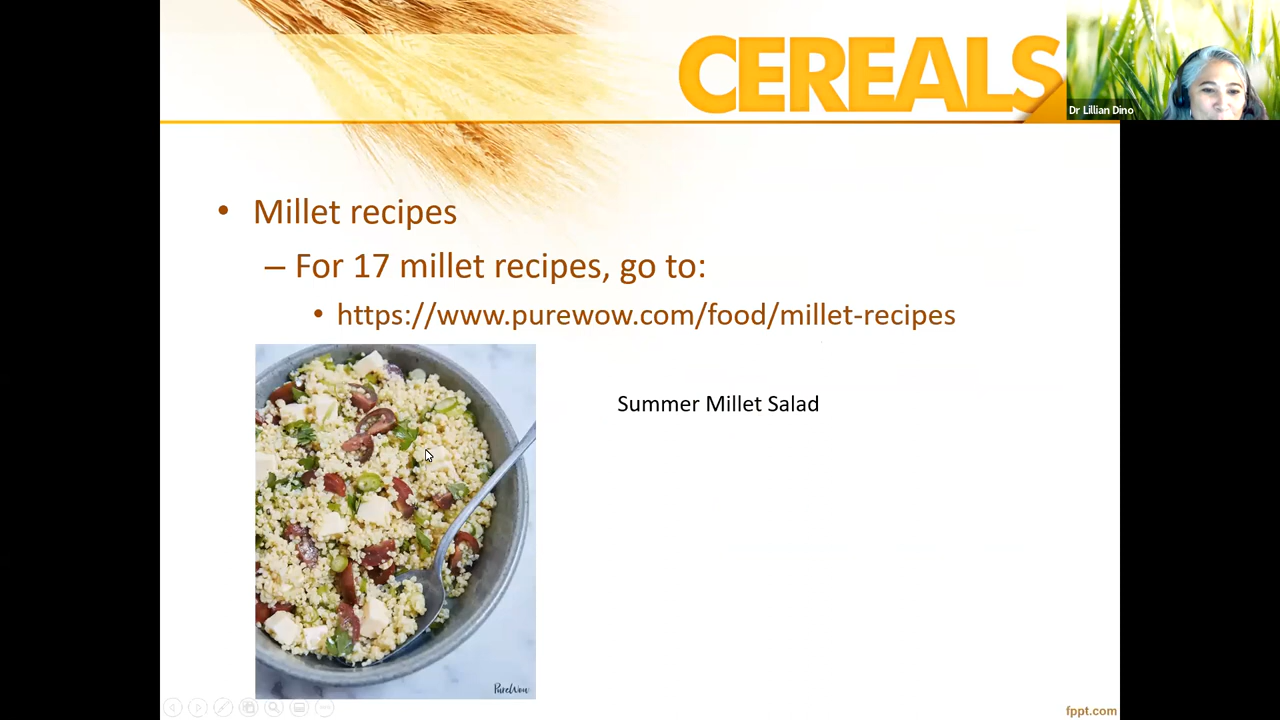 CEREALS
Dr Lillian Dino
• Millet recipes
– For 17 millet recipes, go to:
• https://www.purewow.com/food/millet-recipes
Summer Millet Salad
PureWow
fppt.com